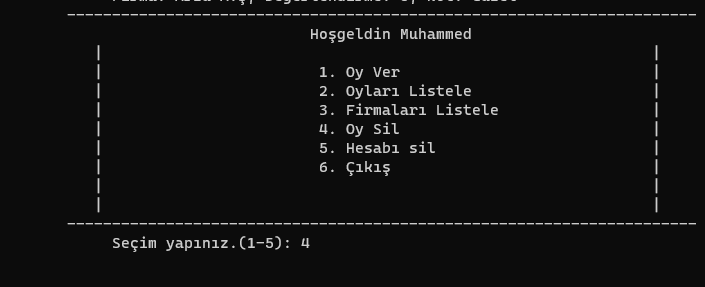 Hoşgeldin Muhammed
1. Oy Ver
2. Oyları Listele
3. Firmaları Listele
4. Oy Sil
5. Hesabı sil
6. Çıkış
Seçim yapınız.(1-5): 4